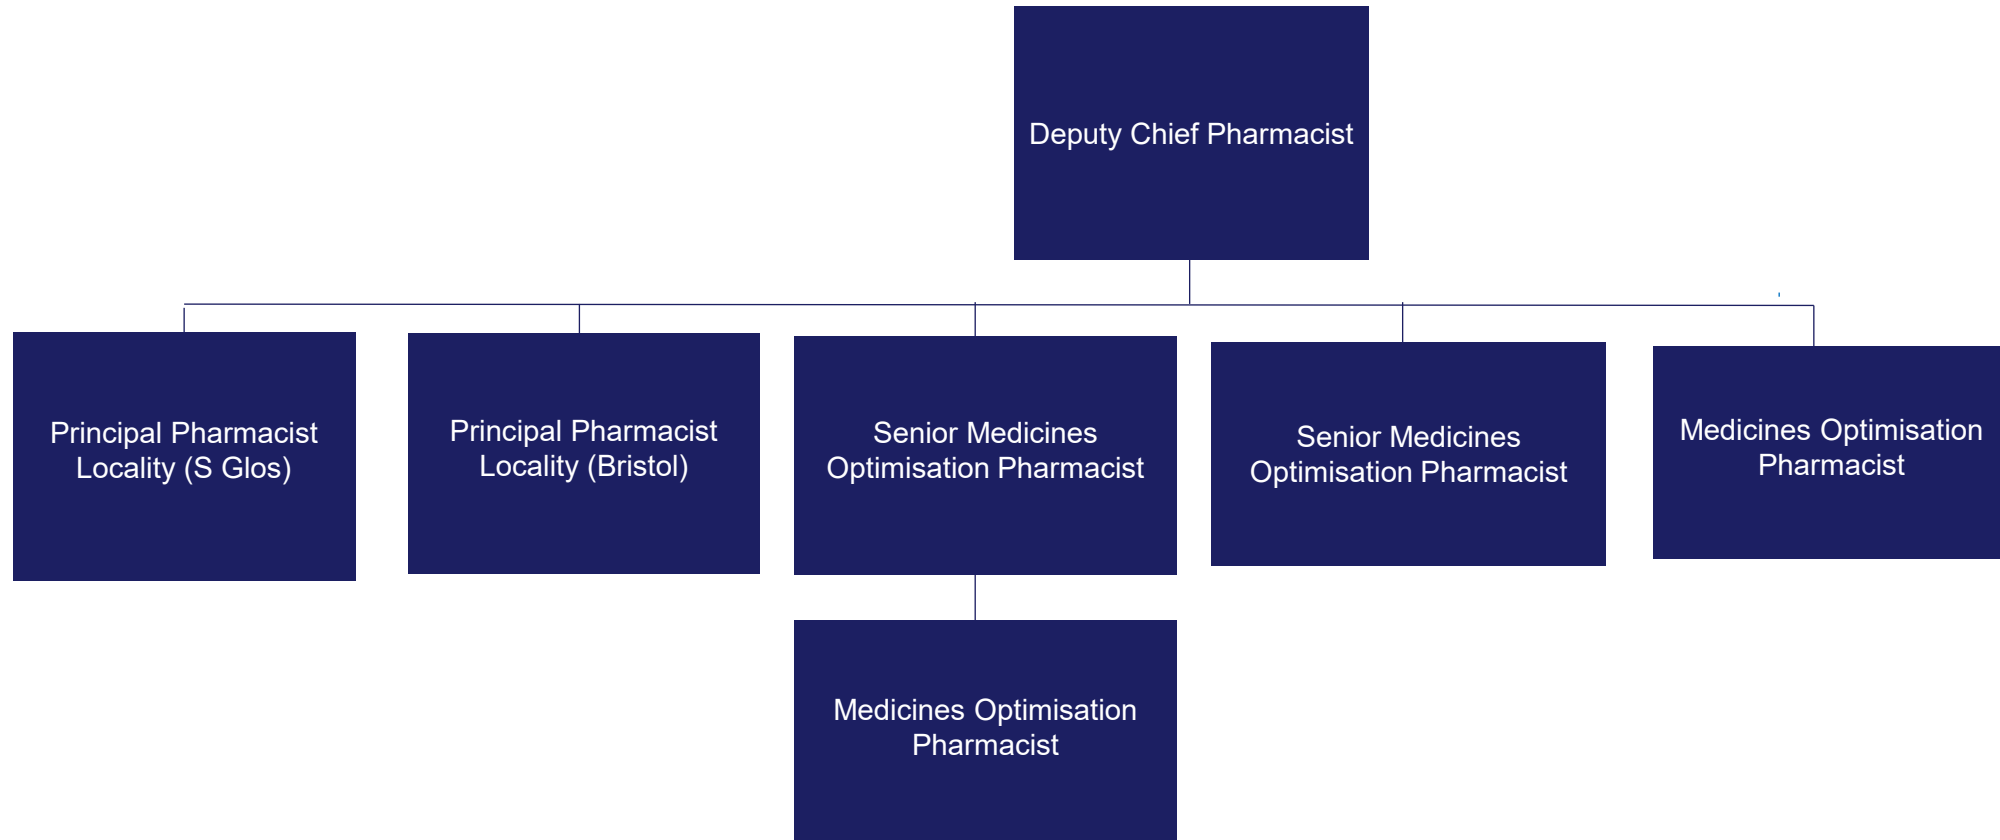 Deputy Chief Pharmacist
Principal Pharmacist
Locality (S Glos)
Principal Pharmacist
Locality (Bristol)
Senior Medicines
Optimisation Pharmacist
Senior Medicines
Optimisation Pharmacist
Medicines Optimisation
Pharmacist
Medicines Optimisation
Pharmacist